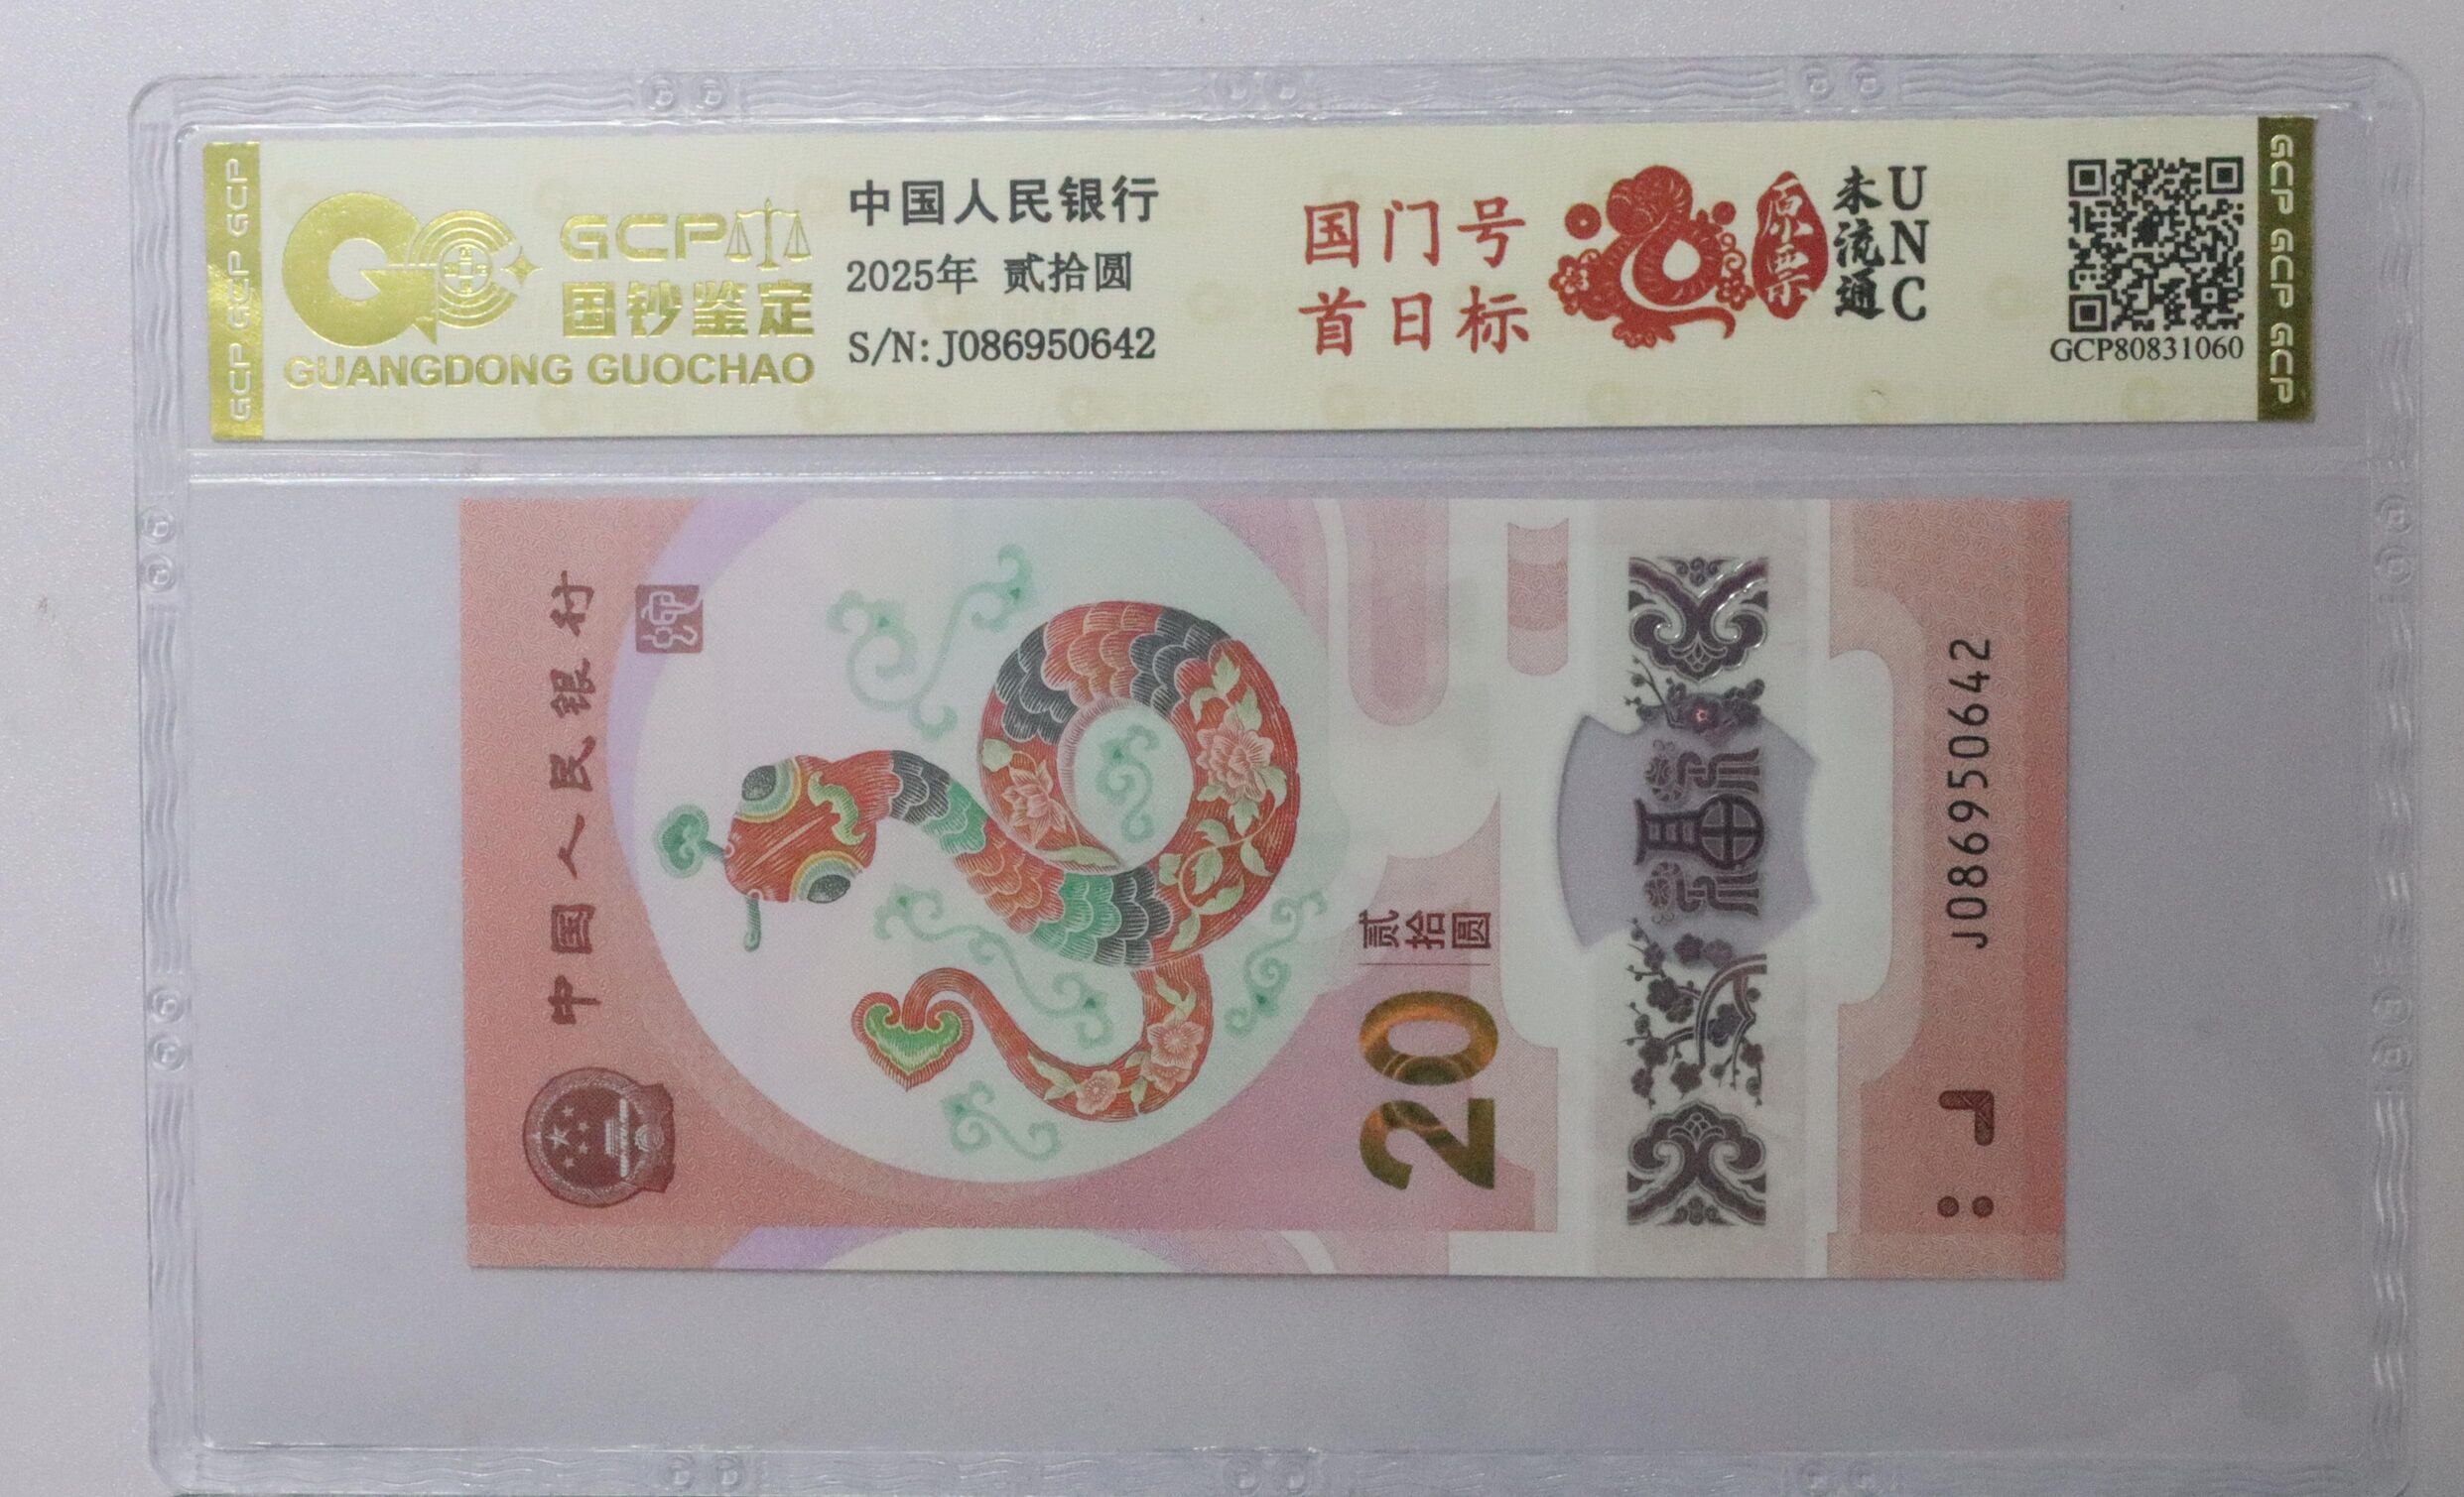 GCP GCP GCP
GCP
国钞鉴定
GUANGDONG GUOCHAO
中国人民银行
2025年 贰拾圆
S/N:J086950642
国门号
首日标
原票
未流通
UNC
GCP80831060
GCP GCP GCP
中国人民银行
贰拾圆
20
福
J086950642